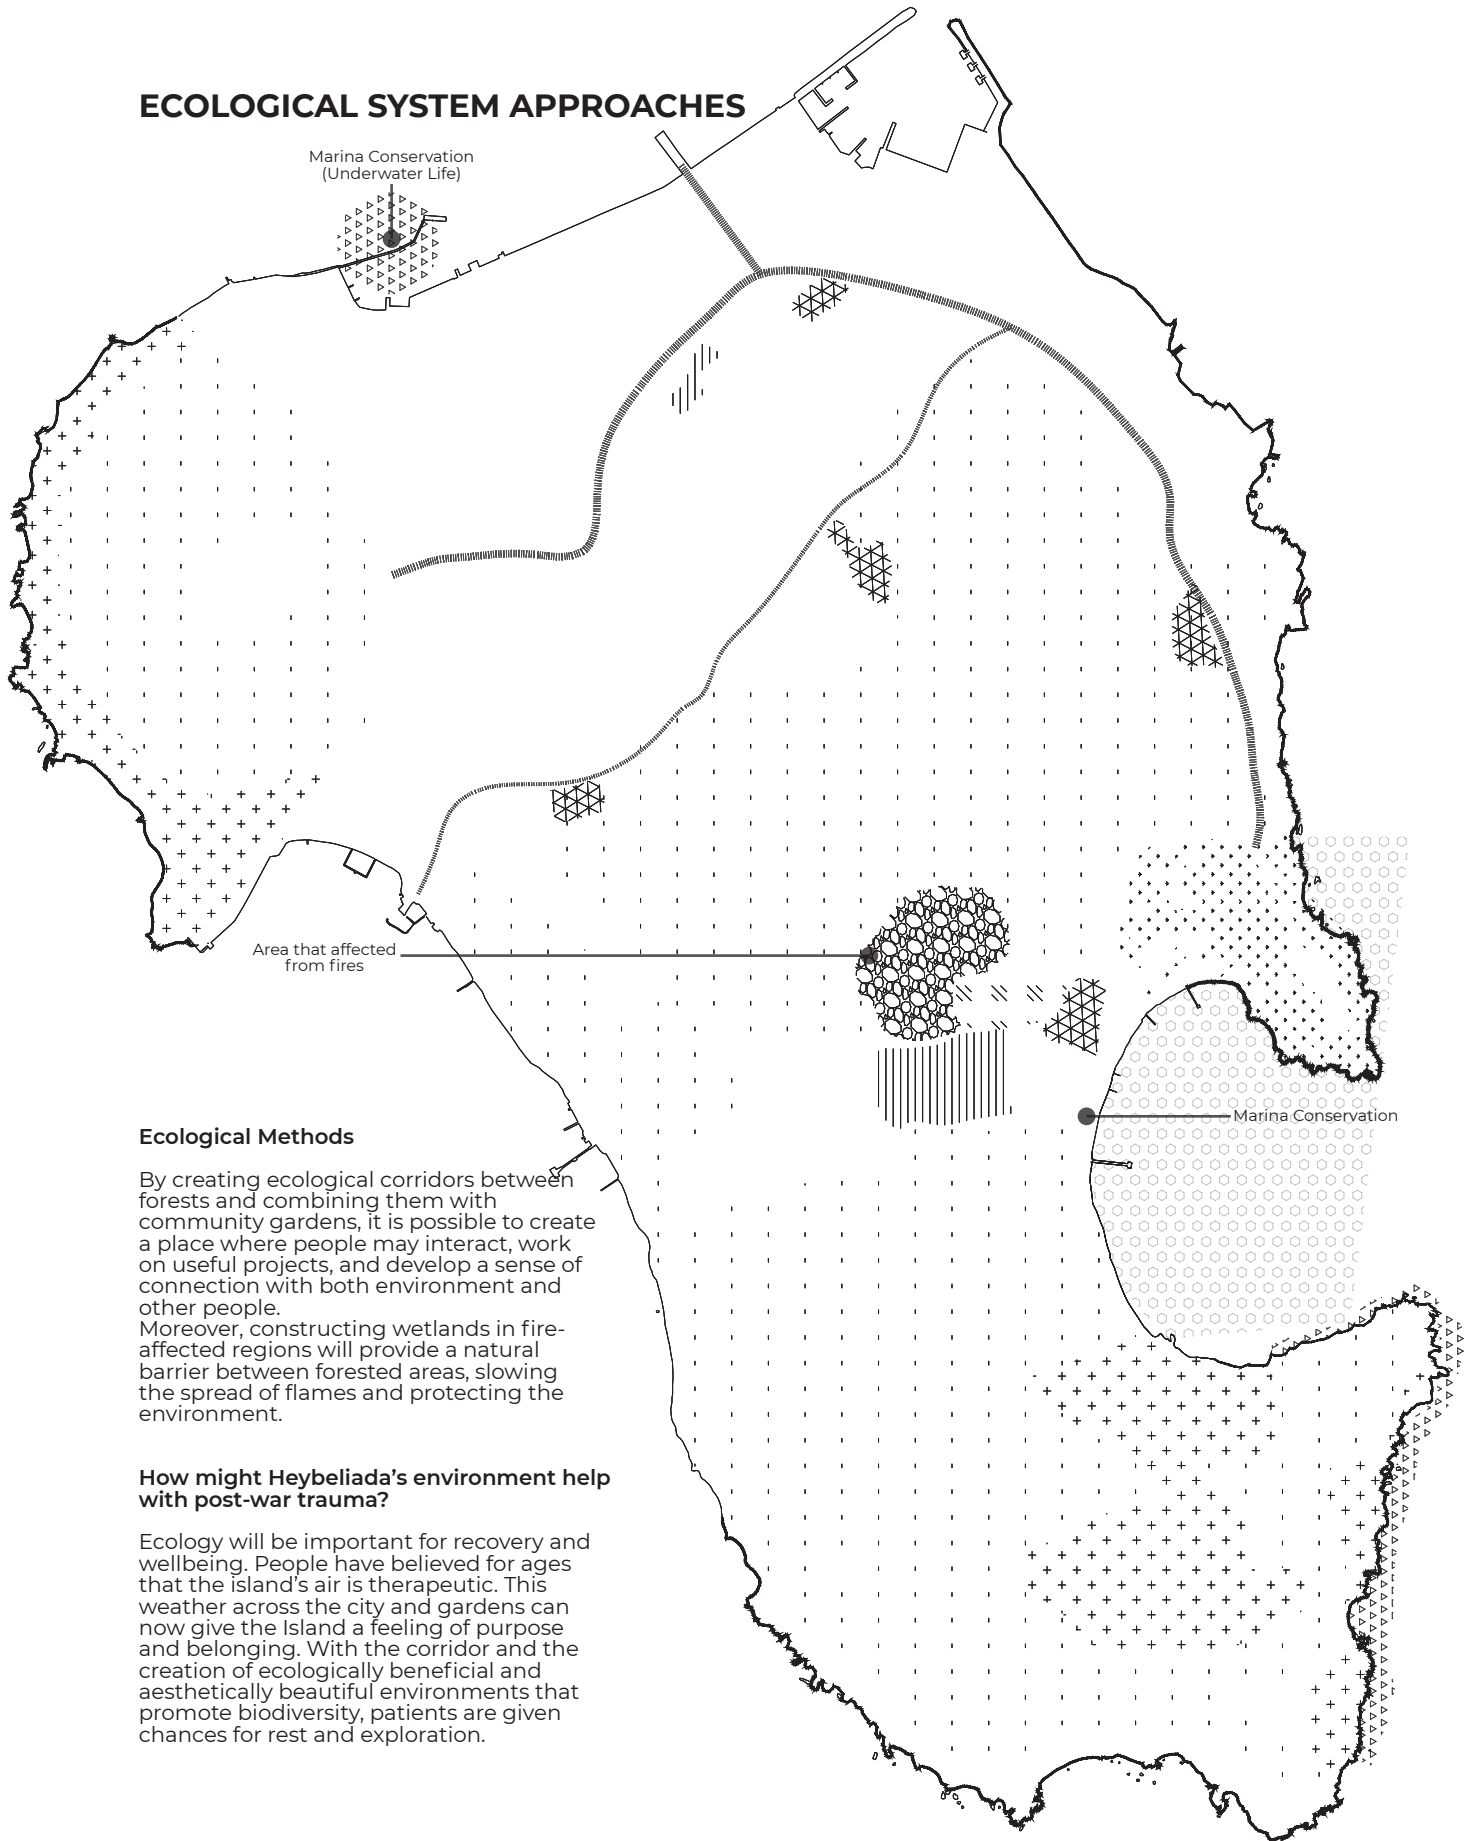 ECOLOGICAL SYSTEM APPROACHES
Marina Conservation
(Underwater Life)
Area that affected
from fires
Marina Conservation
Ecological Methods
By creating ecological corridors between
forests and combining them with
community gardens, it is possible to create
a place where people may interact, work
on useful projects, and develop a sense of
connection with both environment and
other people.
Moreover, constructing wetlands in fire-
affected regions will provide a natural
barrier between forested areas, slowing
the spread of flames and protecting the
environment.
How might Heybeliada’s environment help
with post-war trauma?
Ecology will be important for recovery and
wellbeing. People have believed for ages
that the island’s air is therapeutic. This
weather across the city and gardens can
now give the Island a feeling of purpose
and belonging. With the corridor and the
creation of ecologically beneficial and
aesthetically beautiful environments that
promote biodiversity, patients are given
chances for rest and exploration.